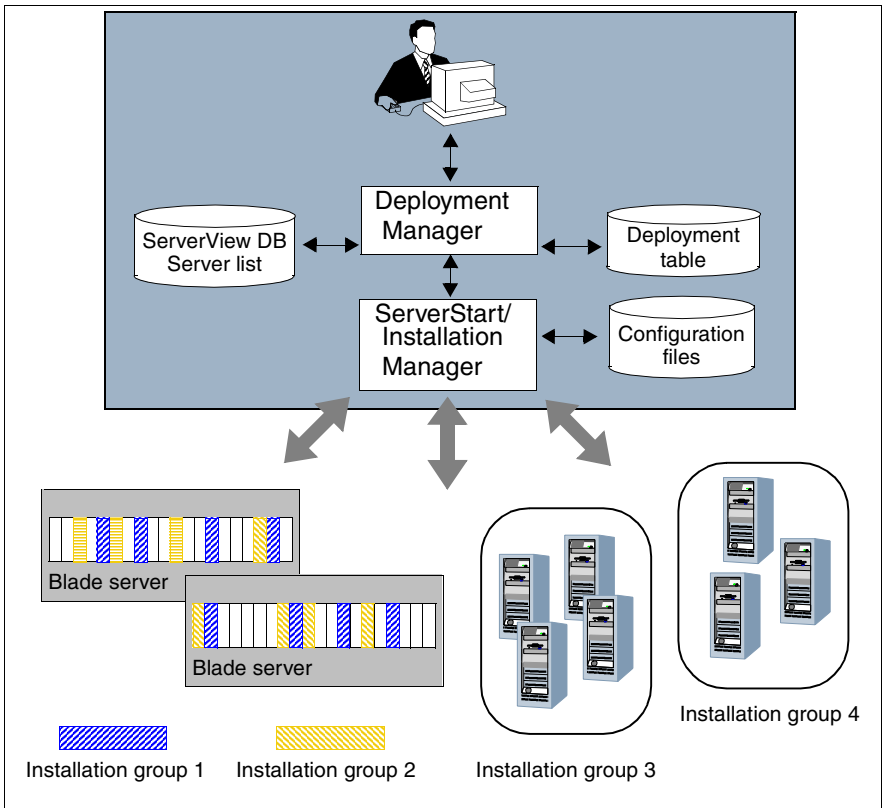 Deployment
Manager
ServerView DB
Server list
Deployment
table
ServerStart/
Installation
Manager
Configuration
files
Blade server
Blade server
Installation group 4
Installation group 1
Installation group 2
Installation group 3